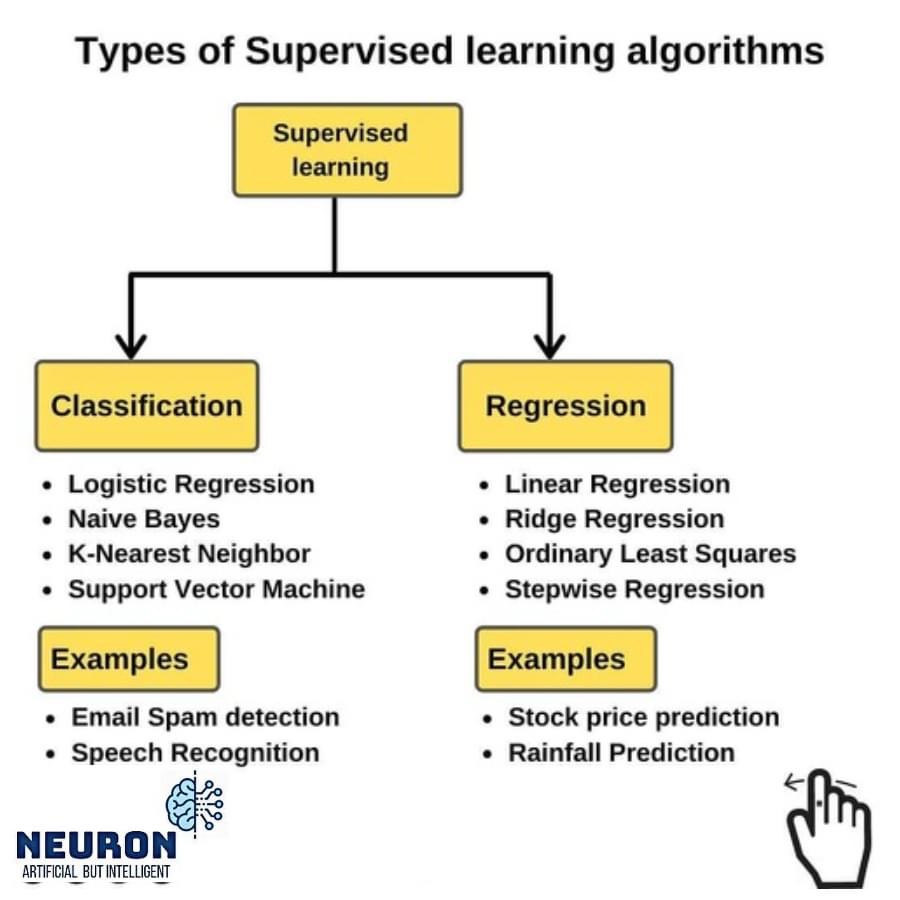 Types of Supervised learning algorithms
Supervised
learning
Classification
• Logistic Regression
• Naive Bayes
• K-Nearest Neighbor
• Support Vector Machine
Examples
• Email Spam detection
• Speech Recognition
Regression
• Linear Regression
• Ridge Regression
• Ordinary Least Squares
• Stepwise Regression
Examples
• Stock price prediction
• Rainfall Prediction
NEURON
ARTIFICIAL BUT INTELLIGENT